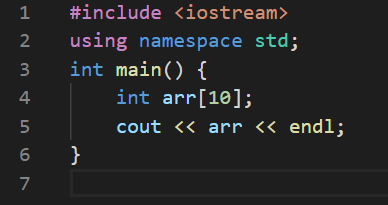 1 #include <iostream>
2 using namespace std;
3 int main() {
4     int arr[10];
5     cout << arr << endl;
6 }
7